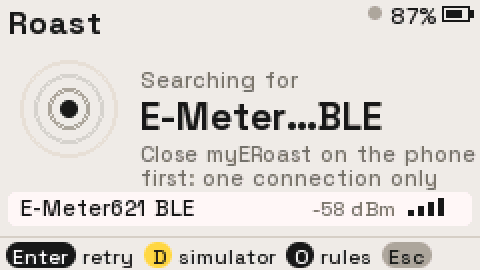 Roast
87%
Searching for
E-Meter...BLE
Close myERoast on the phone
first: one connection only
E-Meter621 BLE -58 dBm
Enter retry D simulator O rules Esc